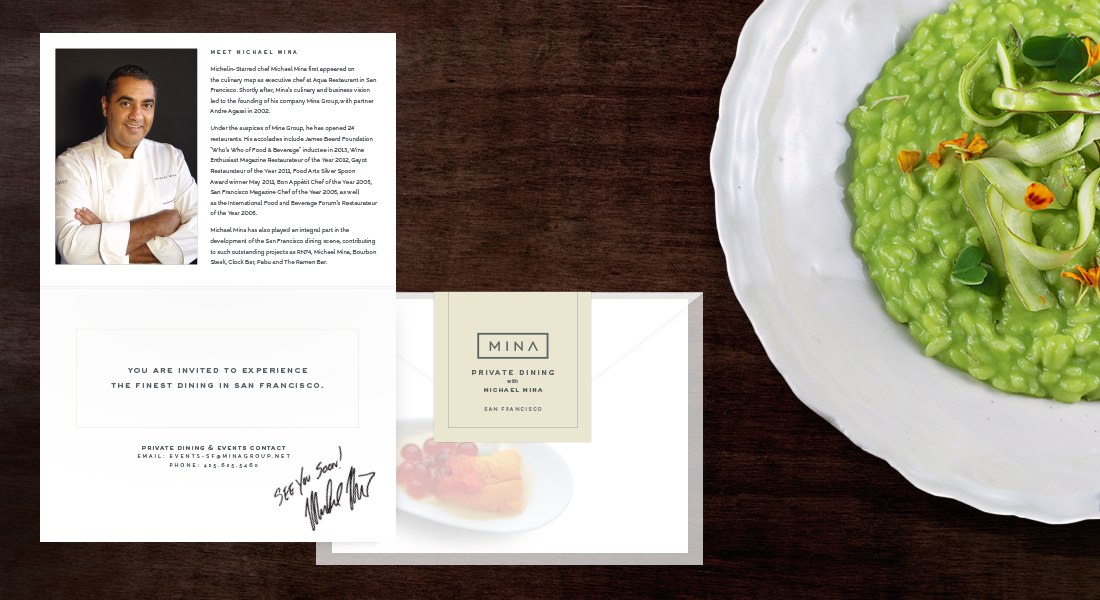 MEET MICHAEL MINA
Michelin-Starred chef Michael Mina first appeared on
the culinary map as executive chef at Aqua Restaurant in San
Francisco. Shortly after, Mina's culinary and business vision
led to the founding of his company Mina Group, with partner
Andre Agassi in 2002.
Under the auspices of Mina Group, he has opened 24
restaurants. His accolades include James Beard Foundation
"Who's Who of Food & Beverage" inductee in 2013, Wine
Enthusiast Magazine Restaurateur of the Year 2012, Gayot
Restaurateur of the Year 2011, Food Arts Silver Spoon
Award winner May 2011, Bon Appétit Chef of the Year 2005,
San Francisco Magazine Chef of the Year 2005, as well
as the International Food and Beverage Forum's Restaurateur
of the Year 2005.
Michael Mina has also played an integral part in the
development of the San Francisco dining scene, contributing
to such outstanding projects as RN74, Michael Mina, Bourbon
Steak, Clock Bar, Pabu and The Ramen Bar.
YOU ARE INVITED TO EXPERIENCE
THE FINEST DINING IN SAN FRANCISCO.
PRIVATE DINING & EVENTS CONTACT
EMAIL: EVENTS-SF@MINAGROUP.NET
PHONE: 415.625.5460
SEE YOU SOON!
MINA
PRIVATE DINING
with
MICHAEL MINA
SAN FRANCISCO